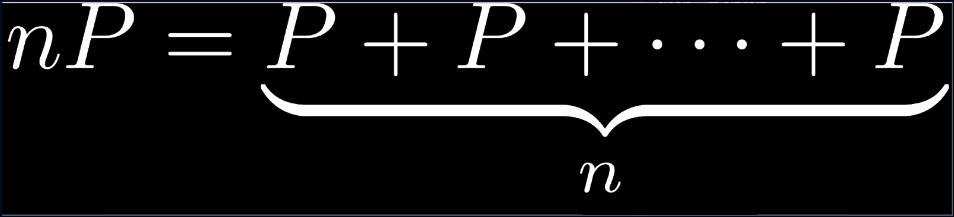 nP = P + P + ··· + P
n